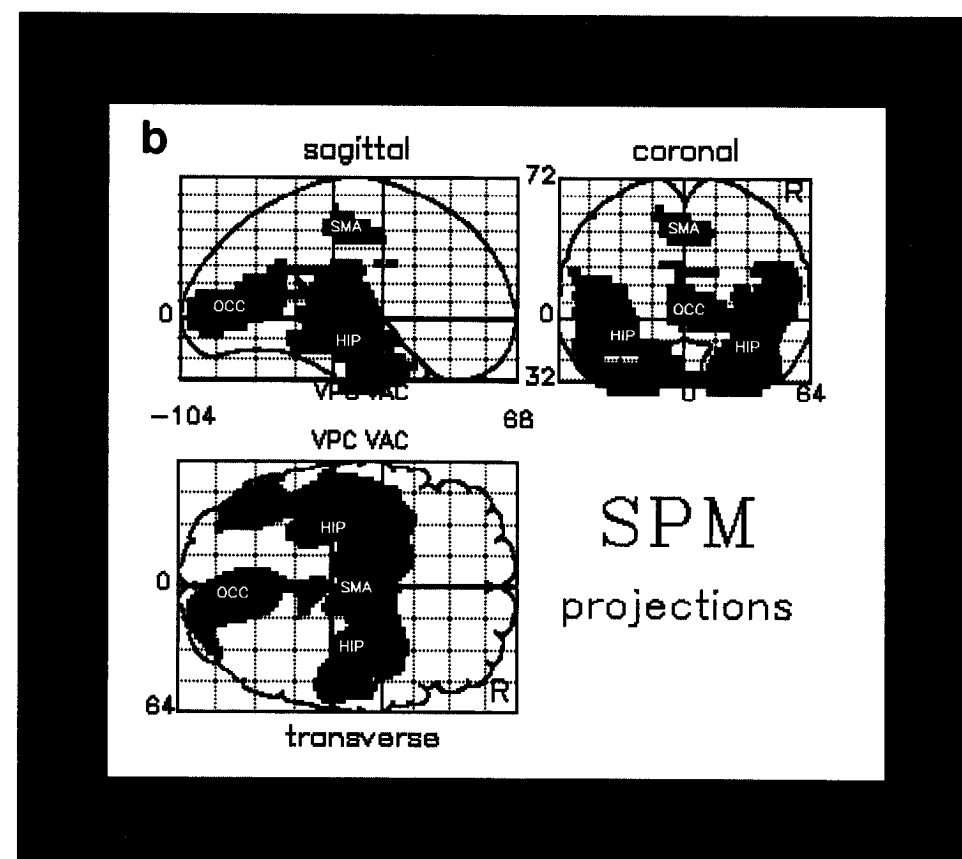 b
sagittal
coronal
72
R
SMA
SMA
OCC
OCC
0
0
HIP
HIP
HIP
32
VPC VAC
0
64
-104
68
VPC VAC
HIP
SPM
0
OCC
SMA
projections
HIP
R
64
transverse